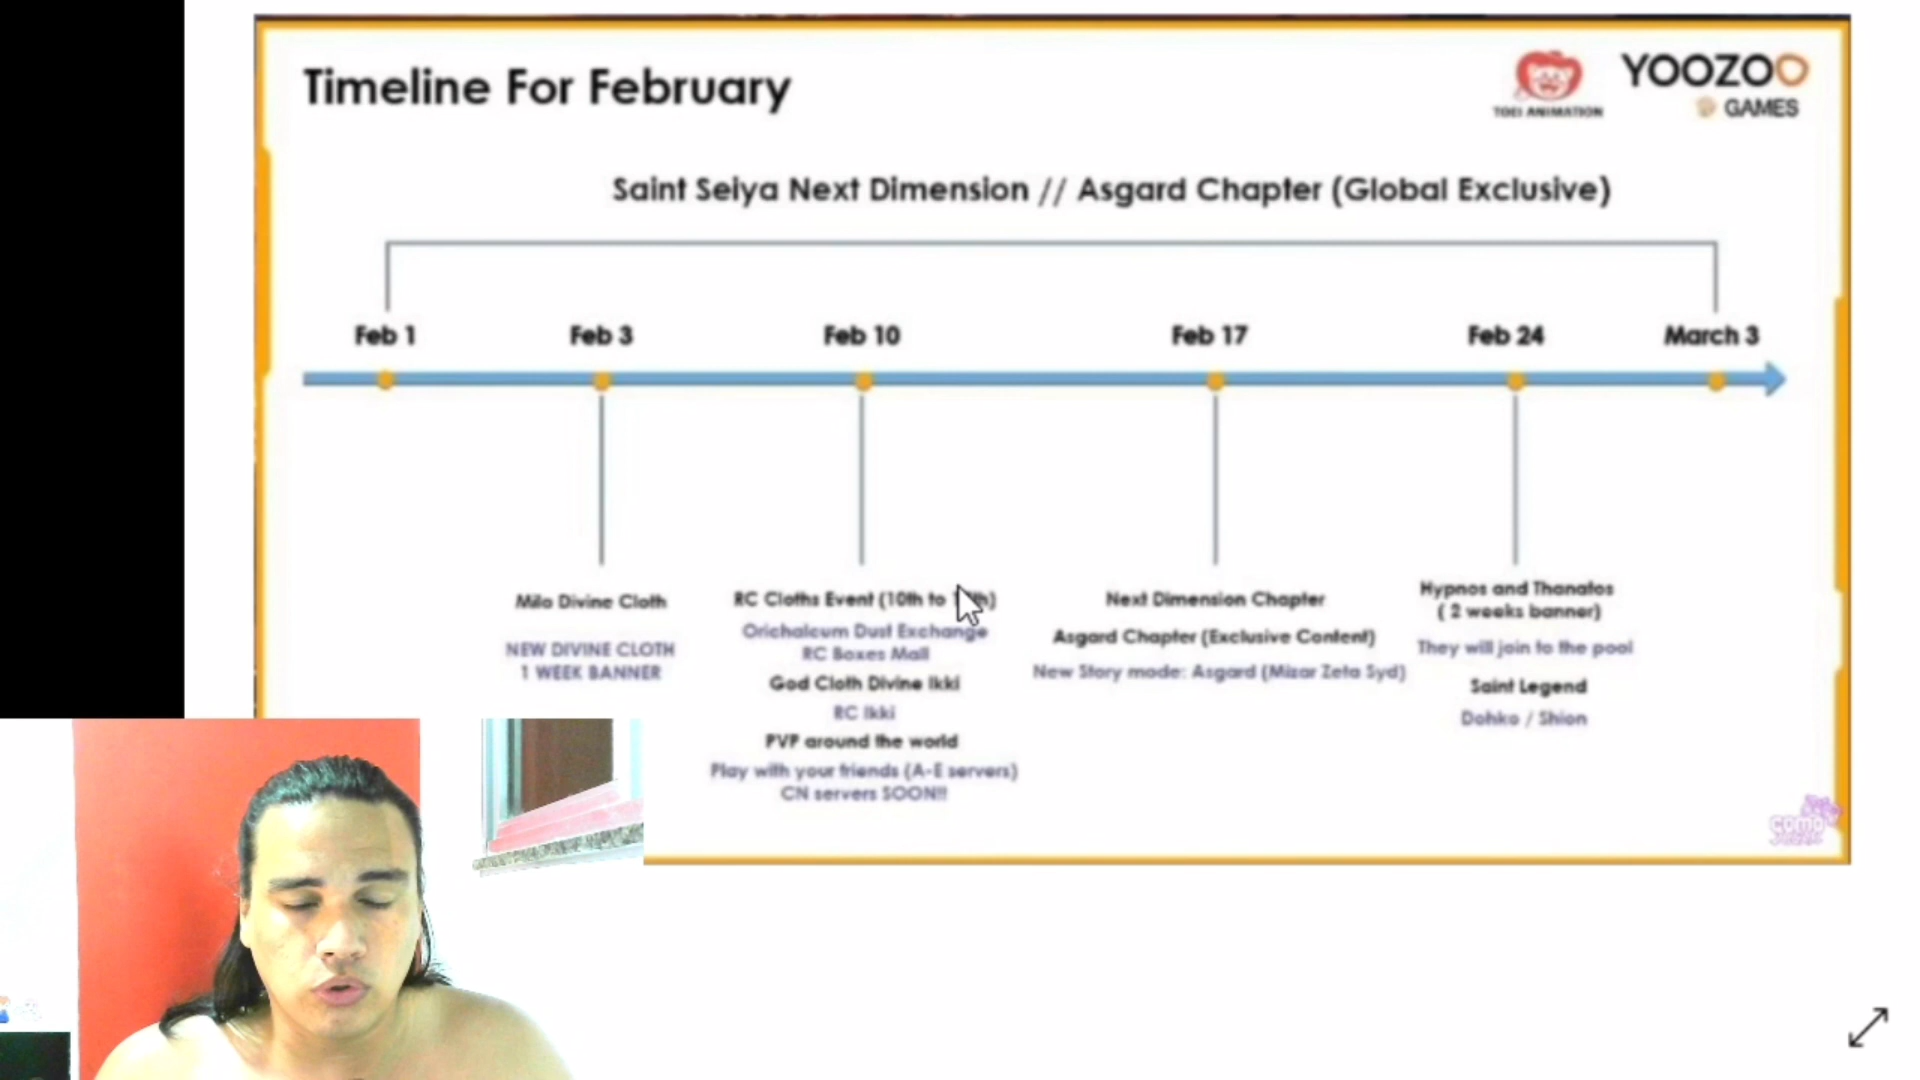 Timeline For February
TOEI ANIMATION
YOOZOO
GAMES
Saint Seiya Next Dimension // Asgard Chapter (Global Exclusive)
Feb 1
Feb 3
Feb 10
Feb 17
Feb 24
March 3
Milo Divine Cloth
NEW DIVINE CLOTH
1 WEEK BANNER
RC Cloths Event (10th to
Orichalcum Dust Exchange
RC Boxes Mall
God Cloth Divine Ikki
RC Ikki
PVP around the world
Play with your friends (A-E servers)
CN servers SOON!!
Next Dimension Chapter
Asgard Chapter (Exclusive Content)
New Story mode: Asgard (Mizar Zeta Syd)
Hypnos and Thanatos
( 2 weeks banner)
They will join to the pool
Saint Legend
Dohko / Shion